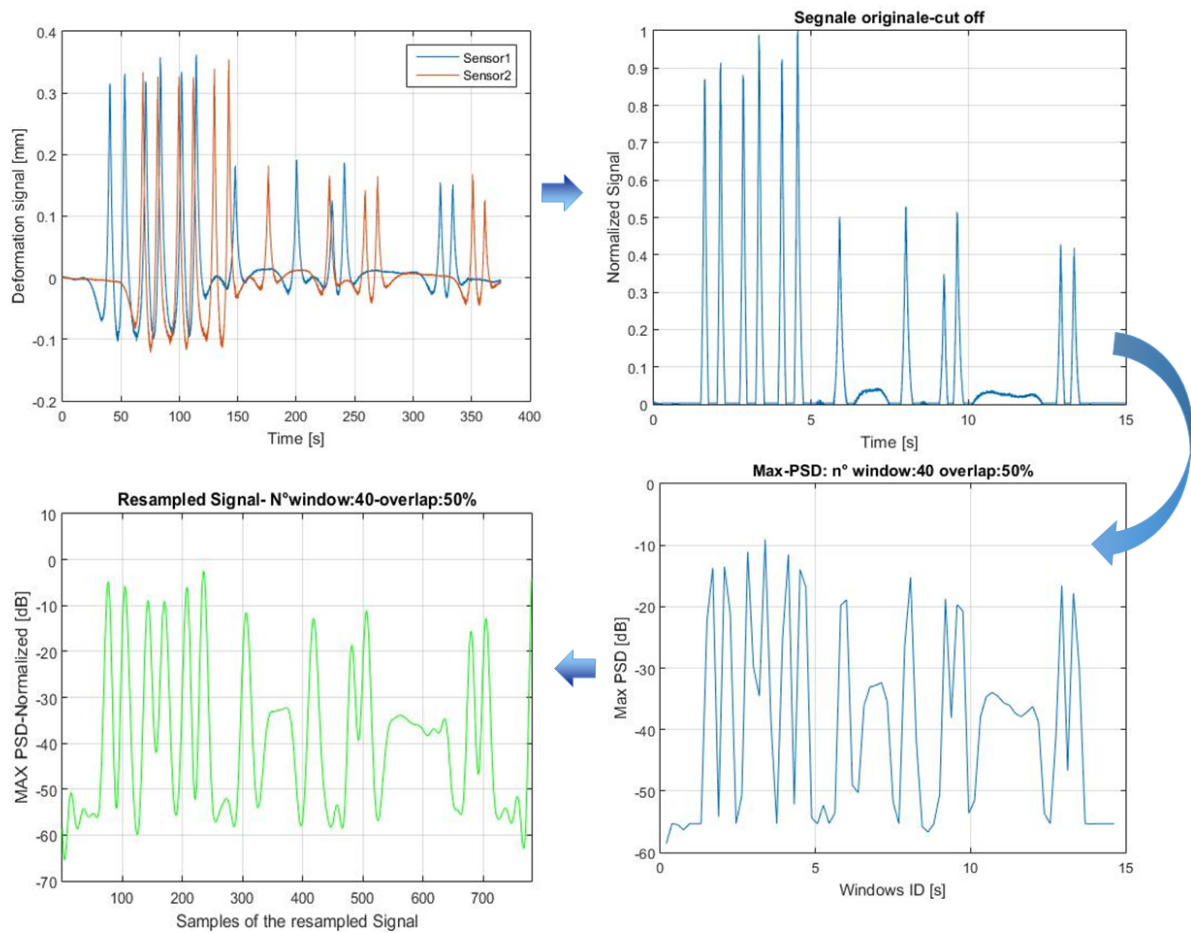 Deformation signal [mm]
0.4
0.3
0.2
0.1
0
-0.1
-0.2
0 50 100 150 200 250 300 350 400
Time [s]
Sensor1
Sensor2
Segnale originale-cut off
Normalized Signal
1
0.9
0.8
0.7
0.6
0.5
0.4
0.3
0.2
0.1
0
0 5 10 15
Time [s]
Resampled Signal- N°window:40-overlap:50%
MAX PSD-Normalized [dB]
10
0
-10
-20
-30
-40
-50
-60
-70
100 200 300 400 500 600 700
Samples of the resampled Signal
Max-PSD: n° window:40 overlap:50%
Max PSD [dB]
0
-10
-20
-30
-40
-50
-60
0 5 10 15
Windows ID [s]